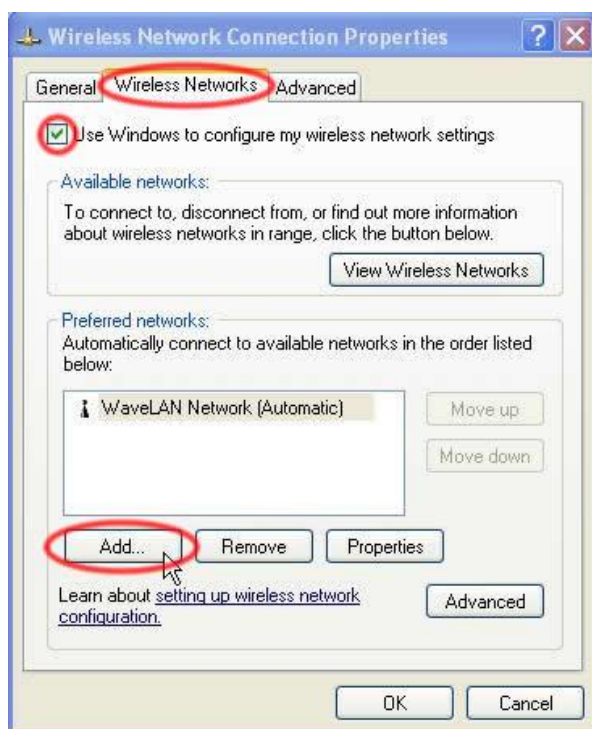 Wireless Network Connection Properties
General Wireless Networks Advanced
Use Windows to configure my wireless network settings
Available networks:
To connect to, disconnect from, or find out more information
about wireless networks in range, click the button below.
View Wireless Networks
Preferred networks:
Automatically connect to available networks in the order listed
below:
WaveLAN Network (Automatic)
Move up
Move down
Add... Remove Properties
Learn about setting up wireless network
configuration.
Advanced
OK Cancel